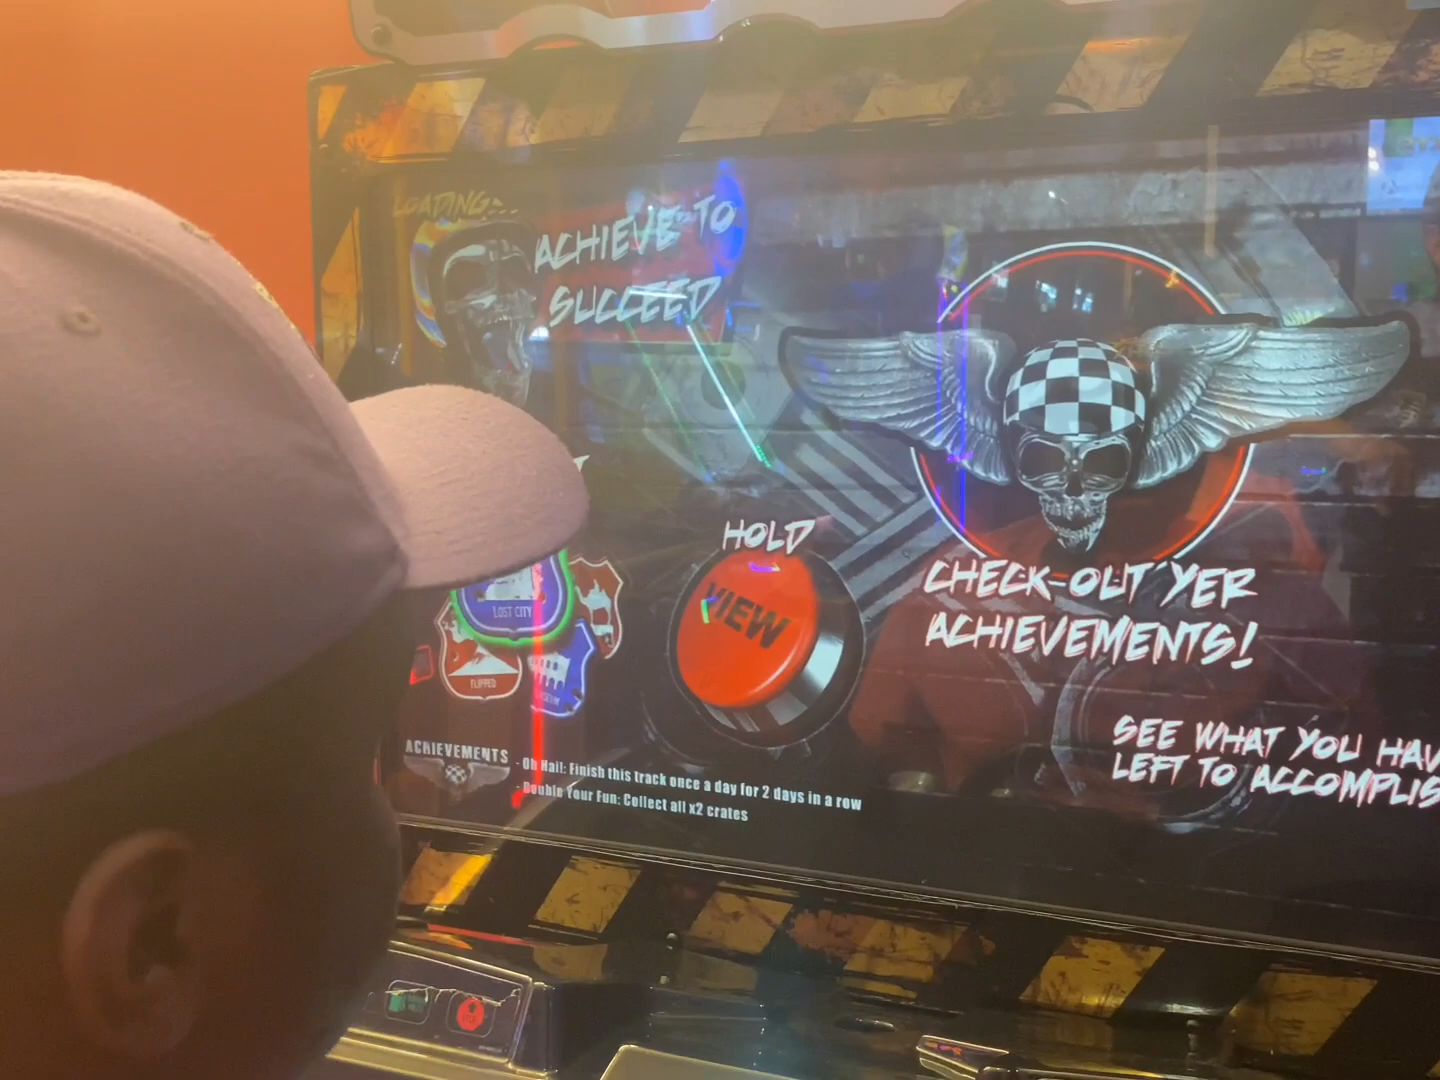 LOADING...
ACHIEVE TO
SUCCEED
HOLD
VIEW
CHECK-OUT YER
ACHIEVEMENTS!
LOST CITY
FLIPPED
SEE WHAT YOU HAV
LEFT TO ACCOMPLIS
ACHIEVEMENTS
- Oh Hai!: Finish this track once a day for 2 days in a row
- Double Your Fun: Collect all x2 crates